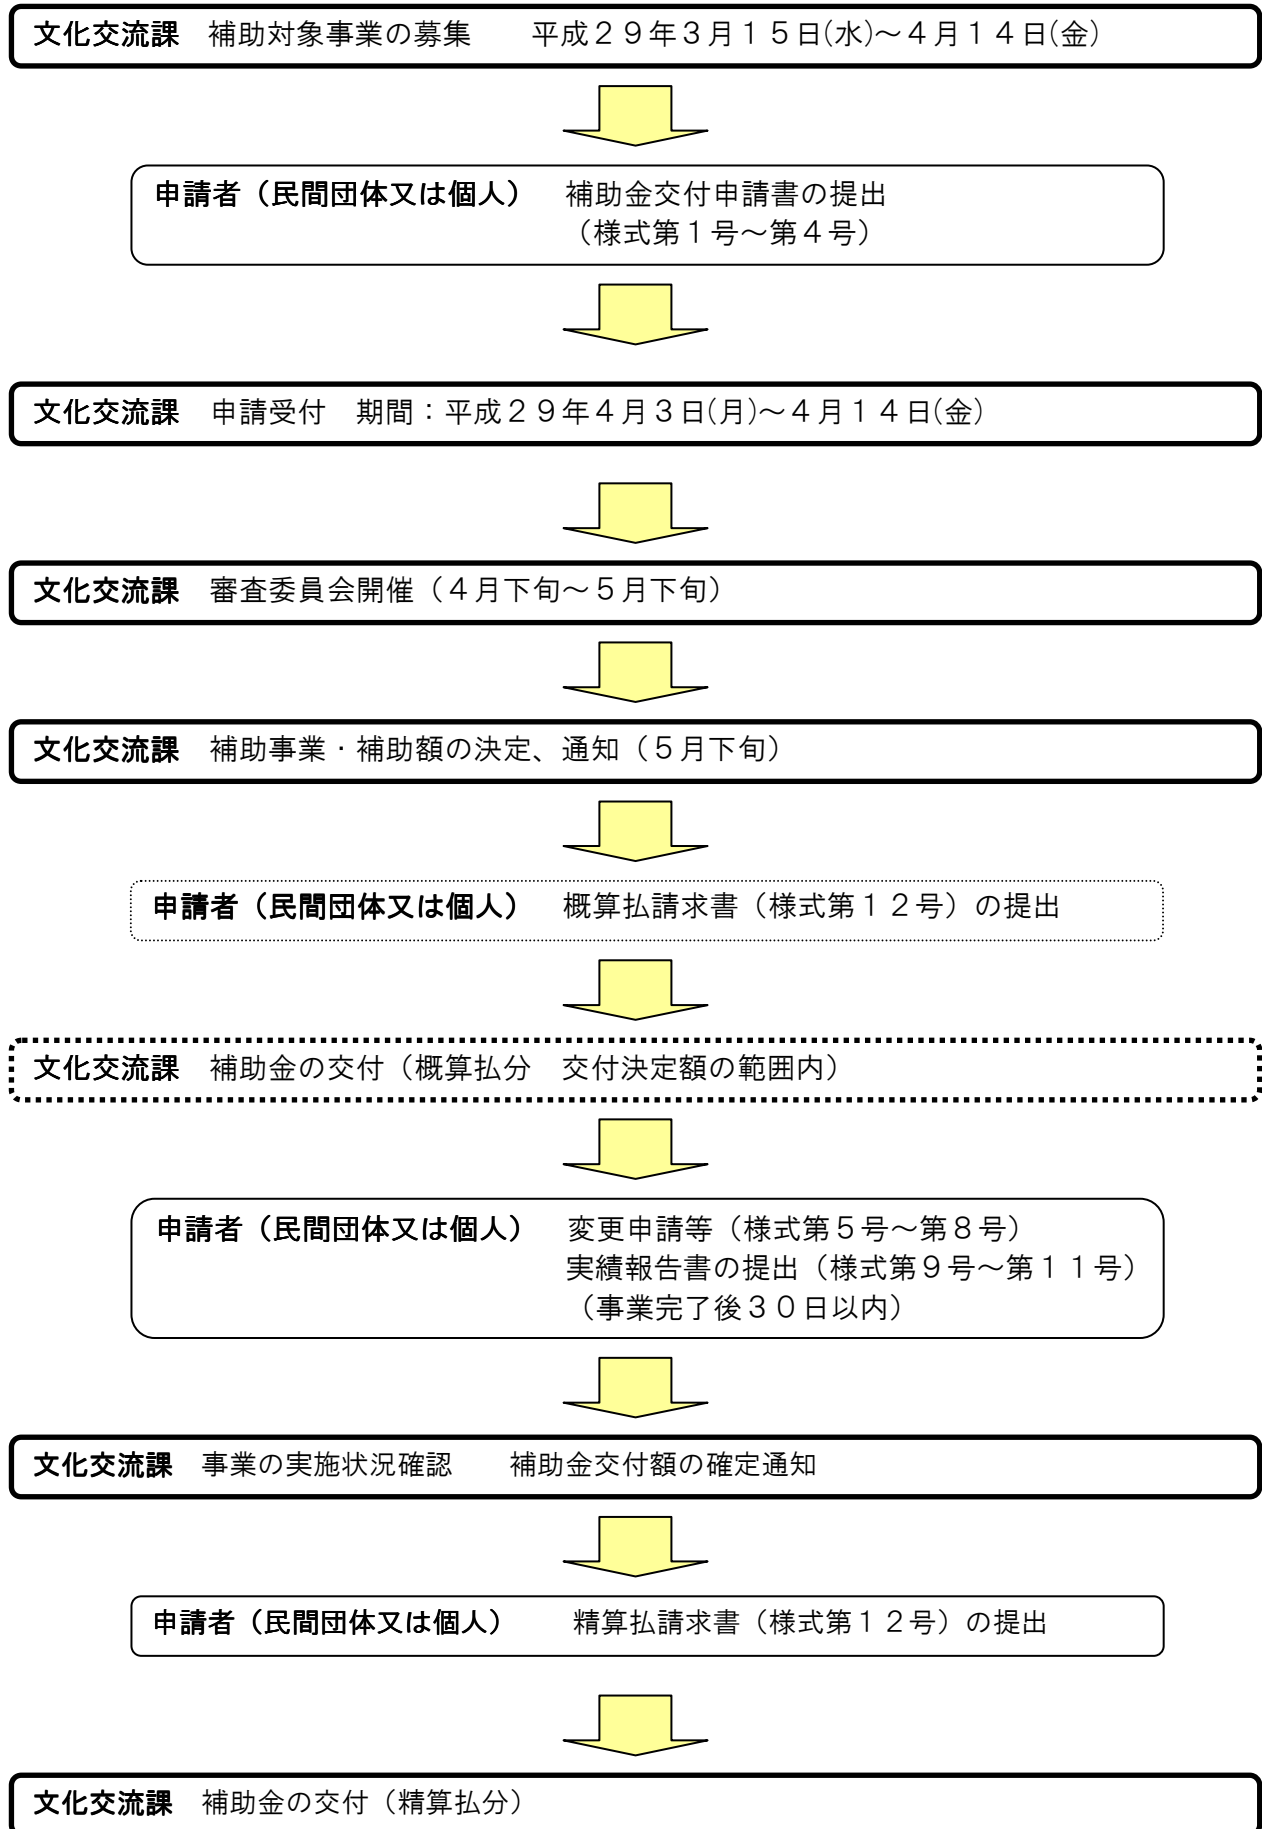 文化交流課　補助対象事業の募集　　平成２９年３月１５日(水)～４月１４日(金)
申請者（民間団体又は個人）　補助金交付申請書の提出
（様式第１号～第４号）
文化交流課　申請受付　期間：平成２９年４月３日(月)～４月１４日(金)
文化交流課　審査委員会開催（４月下旬～５月下旬）
文化交流課　補助事業・補助額の決定、通知（５月下旬）
申請者（民間団体又は個人）　概算払請求書（様式第１２号）の提出
文化交流課　補助金の交付（概算払分　交付決定額の範囲内）
申請者（民間団体又は個人）　変更申請等（様式第５号～第８号）
実績報告書の提出（様式第９号～第１１号）
（事業完了後３０日以内）
文化交流課　事業の実施状況確認　　補助金交付額の確定通知
申請者（民間団体又は個人）　　精算払請求書（様式第１２号）の提出
文化交流課　補助金の交付（精算払分）